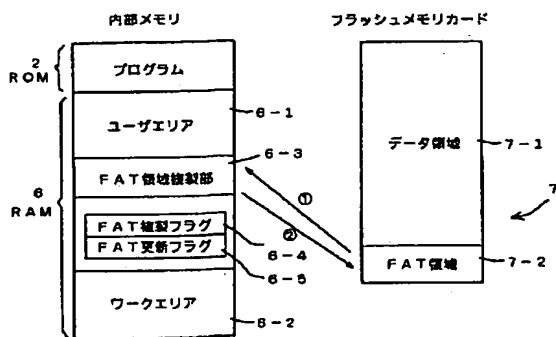 内部メモリ
フラッシュメモリカード
2
ROM
プログラム
ユーザエリア
6-1
6-3
FAT領域複製部
6
RAM
FAT複製フラグ
FAT更新フラグ
6-4
6-5
ワークエリア
6-2
①
②
データ領域
7-1
7
FAT領域
7-2